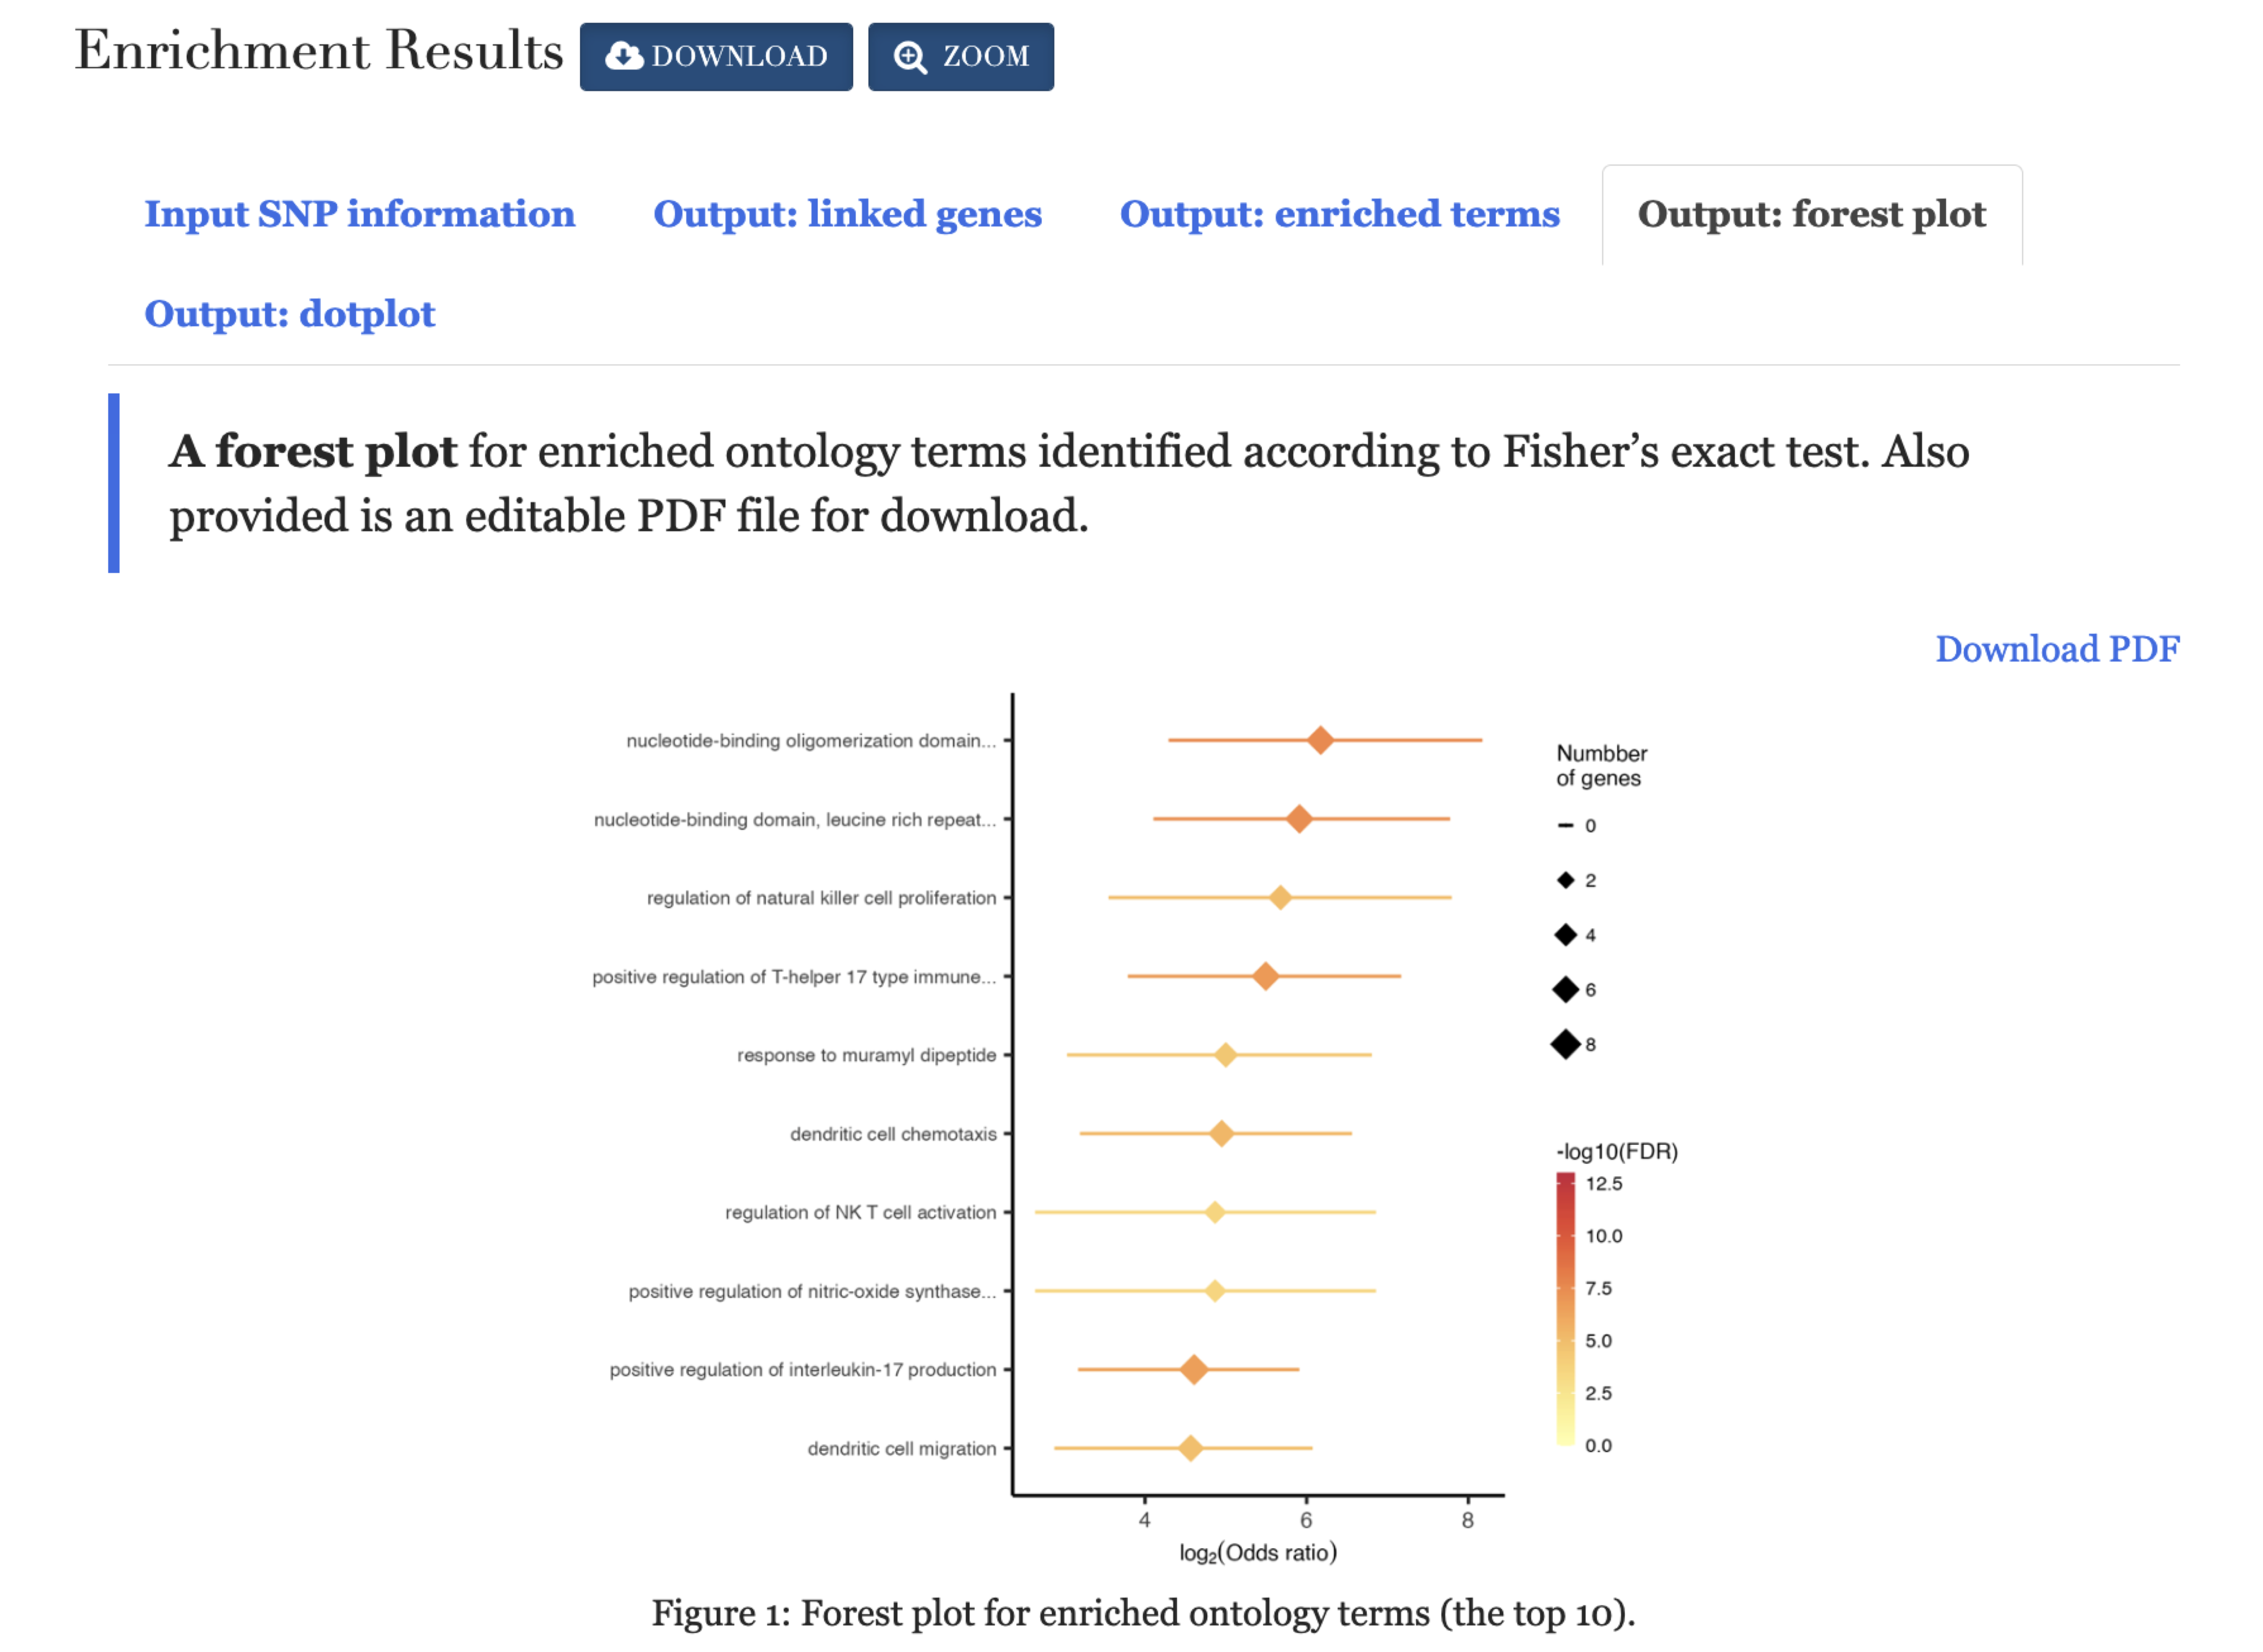 Enrichment Results
DOWNLOAD
ZOOM
Input SNP information
Output: linked genes
Output: enriched terms
Output: forest plot
Output: dotplot
A forest plot for enriched ontology terms identified according to Fisher's exact test. Also
provided is an editable PDF file for download.
Download PDF
nucleotide-binding oligomerization domain...
nucleotide-binding domain, leucine rich repeat...
regulation of natural killer cell proliferation
positive regulation of T-helper 17 type immune...
response to muramyl dipeptide
dendritic cell chemotaxis
regulation of NK T cell activation
positive regulation of nitric-oxide synthase...
positive regulation of interleukin-17 production
dendritic cell migration
4
6
8
log₂(Odds ratio)
Numbber
of genes
0
2
4
6
8
-log10(FDR)
12.5
10.0
7.5
5.0
2.5
0.0
Figure 1: Forest plot for enriched ontology terms (the top 10).